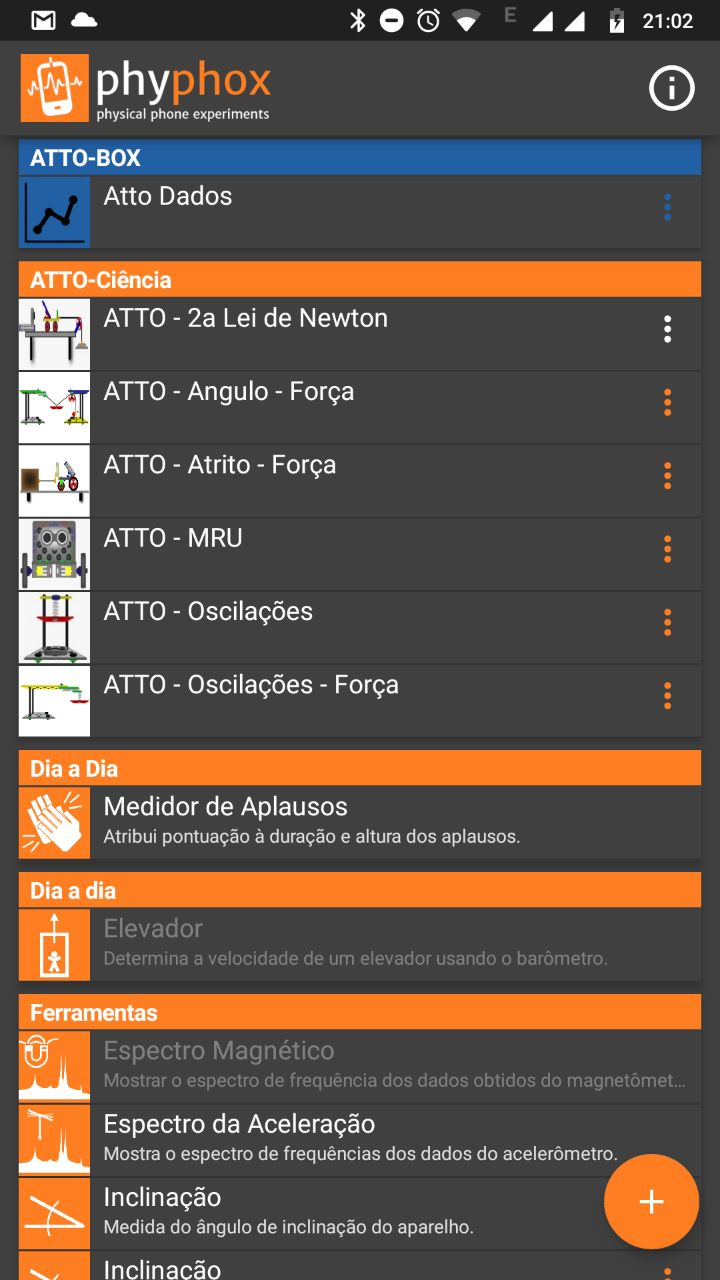 E
21:02
phyphox
physical phone experiments
ATTO-BOX
Atto Dados
ATTO-Ciência
ATTO - 2a Lei de Newton
ATTO - Angulo - Força
ATTO - Atrito - Força
ATTO - MRU
ATTO - Oscilações
ATTO - Oscilações - Força
Dia a Dia
Medidor de Aplausos
Atribui pontuação à duração e altura dos aplausos.
Dia a dia
Elevador
Determina a velocidade de um elevador usando o barômetro.
Ferramentas
Espectro Magnético
Mostrar o espectro de frequência dos dados obtidos do magnetômet...
Espectro da Aceleração
Mostra o espectro de frequências dos dados do acelerômetro.
Inclinação
Medida do ângulo de inclinação do aparelho.
Inclinação